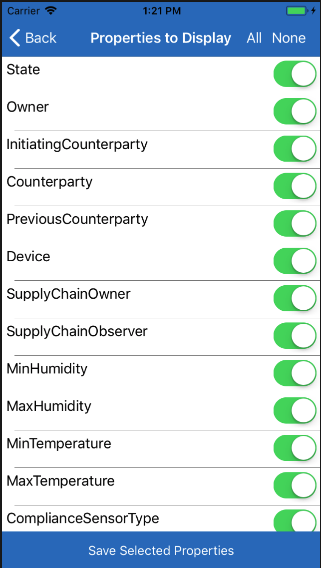 Carrier 1:21 PM
Back Properties to Display All None
State
Owner
InitiatingCounterparty
Counterparty
PreviousCounterparty
Device
SupplyChainOwner
SupplyChainObserver
MinHumidity
MaxHumidity
MinTemperature
MaxTemperature
ComplianceSensorType
Save Selected Properties